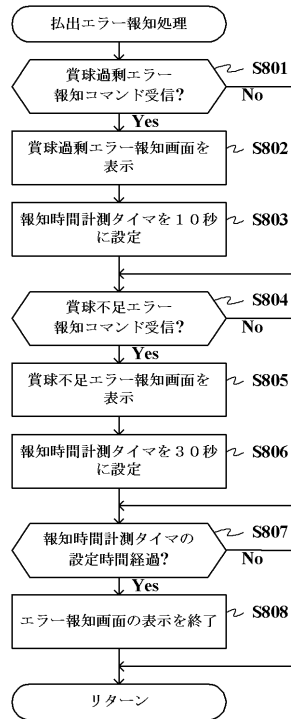 払出エラー報知処理
賞球過剰エラー
報知コマンド受信?
S801
No
Yes
賞球過剰エラー報知画面を
表示
S802
報知時間計測タイマを10秒
に設定
S803
賞球不足エラー
報知コマンド受信?
S804
No
Yes
賞球不足エラー報知画面を
表示
S805
報知時間計測タイマを30秒
に設定
S806
報知時間計測タイマの
設定時間経過?
S807
No
Yes
エラー報知画面の表示を終了
S808
リターン